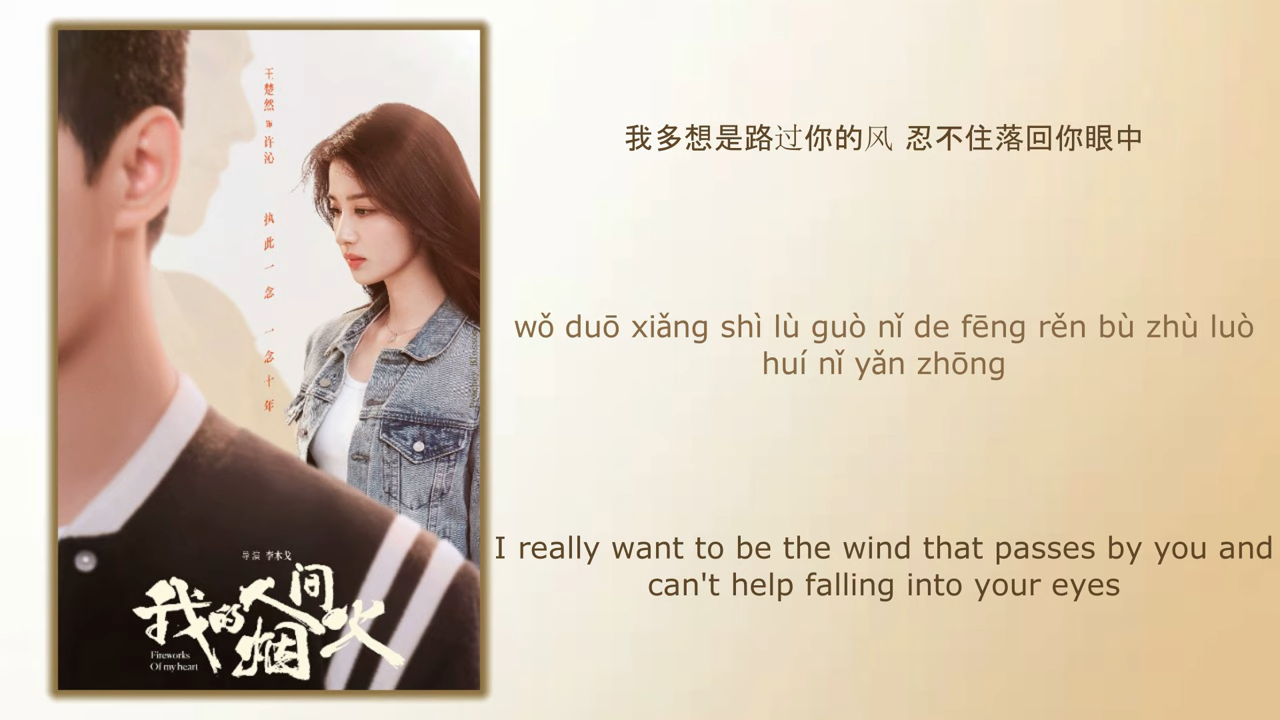 王楚然 饰 许沁
执此一念 一念十年
导演 李木戈
我的人间烟火
Fireworks
Of my heart
我多想是路过你的风 忍不住落回你眼中
wǒ duō xiǎng shì lù guò nǐ de fēng rěn bù zhù luò
huí nǐ yǎn zhōng
I really want to be the wind that passes by you and
can't help falling into your eyes